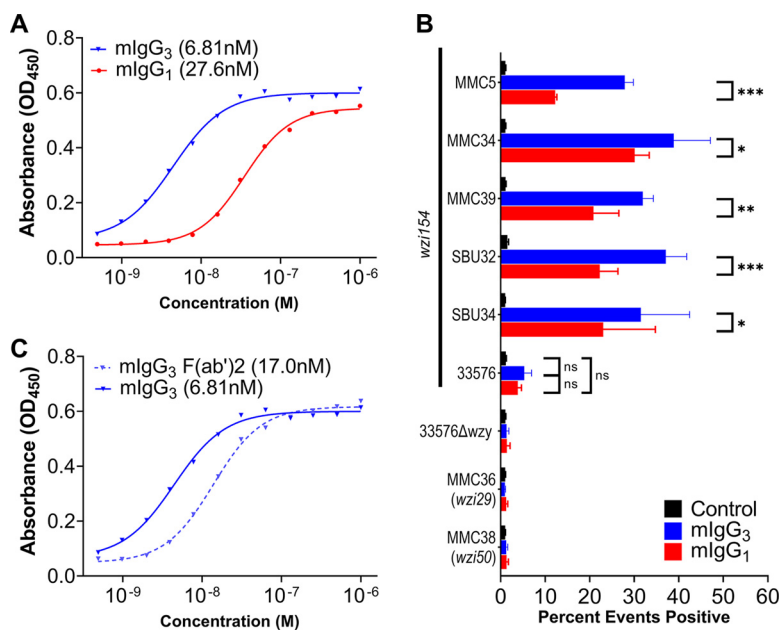 A
mIgG3 (6.81nM)
mIgG1 (27.6nM)
0.8
0.6
0.4
0.2
0.0
Absorbance (OD450)
10-9
10-8
10-7
10-6
Concentration (M)
C
mIgG3 F(ab')2 (17.0nM)
mIgG3 (6.81nM)
0.8
0.6
0.4
0.2
0.0
Absorbance (OD450)
10-9
10-8
10-7
10-6
Concentration (M)
B
wzi154
MMC5
***
MMC34
*
MMC39
**
SBU32
***
SBU34
*
33576
ns
ns
ns
33576Δwzy
MMC36
(wzi29)
MMC38
(wzi50)
Control
mIgG3
mIgG1
0 10 20 30 40 50 60
Percent Events Positive